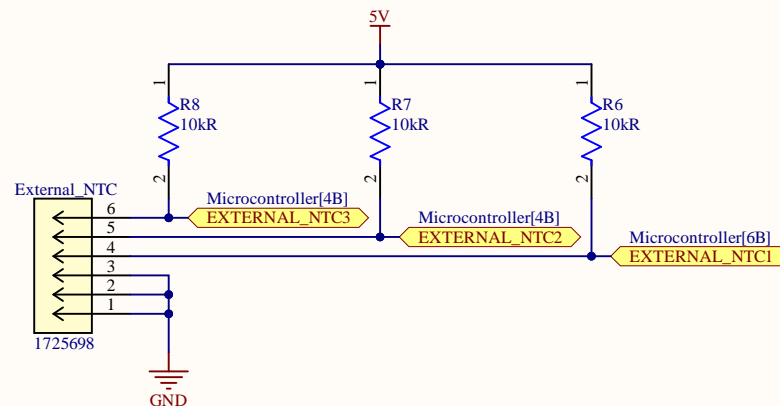 5V
1
1
1
R8
10kR
R7
10kR
R6
10kR
2
2
2
External_NTC
Microcontroller[4B]
6
EXTERNAL_NTC3
Microcontroller[4B]
5
EXTERNAL_NTC2
Microcontroller[6B]
4
EXTERNAL_NTC1
3
2
1
1725698
GND